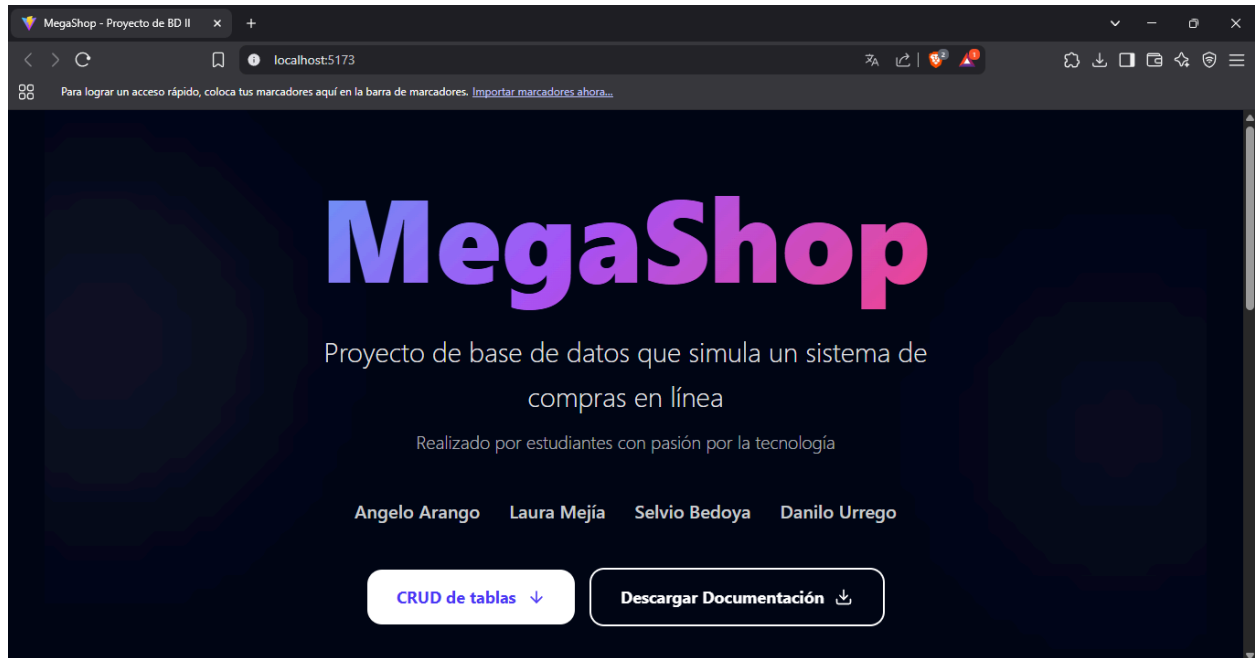 MegaShop - Proyecto de BD II
localhost:5173
2
1
Para lograr un acceso rápido, coloca tus marcadores aquí en la barra de marcadores. Importar marcadores ahora...
MegaShop
Proyecto de base de datos que simula un sistema de
compras en línea
Realizado por estudiantes con pasión por la tecnología
Angelo Arango Laura Mejía Selvio Bedoya Danilo Urrego
CRUD de tablas Descargar Documentación